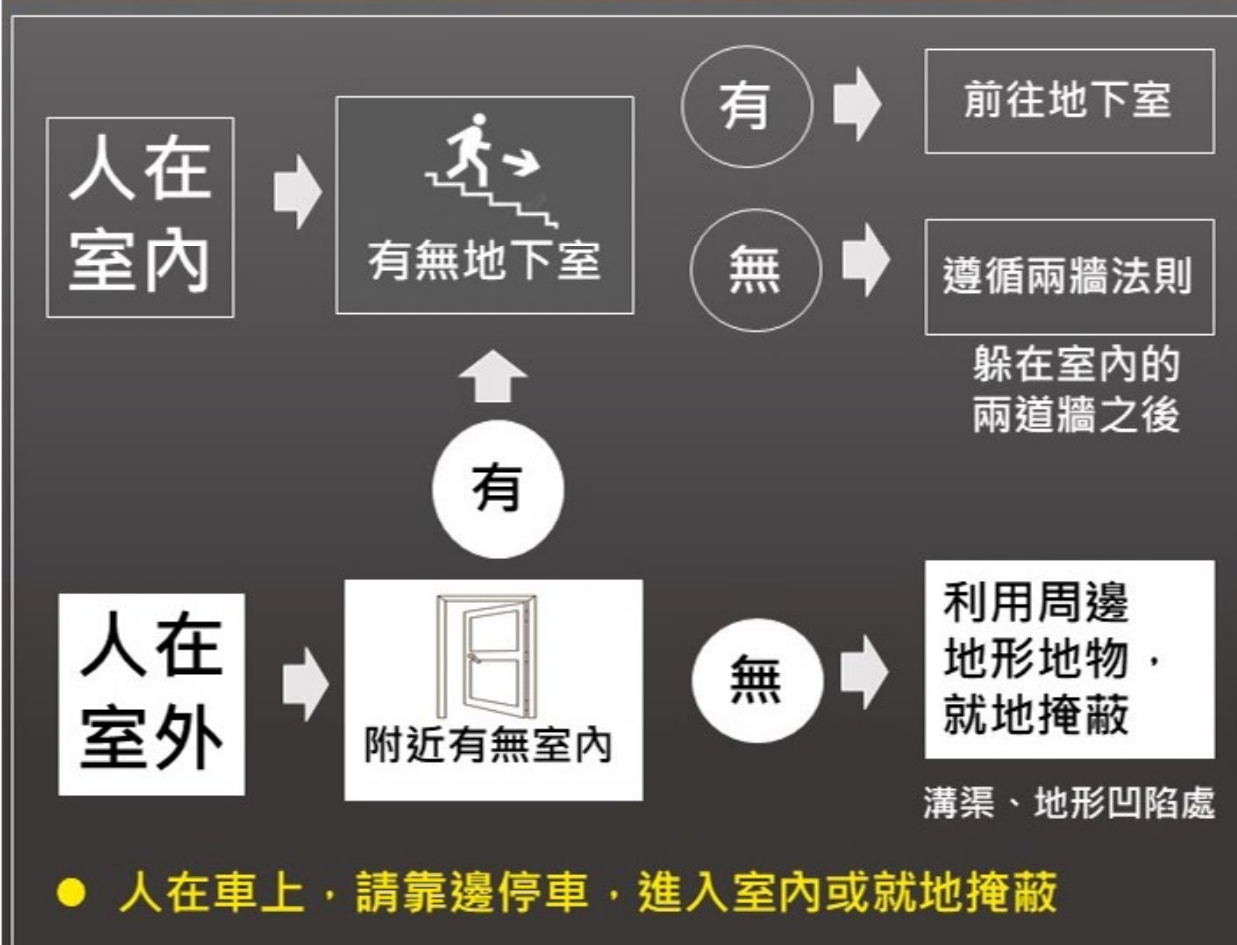 人在
室內
有無地下室
有
前往地下室
無
遵循兩牆法則
躲在室內的
兩道牆之後
有
人在
室外
附近有無室內
無
利用周邊
地形地物，
就地掩蔽
溝渠、地形凹陷處
● 人在車上，請靠邊停車，進入室內或就地掩蔽